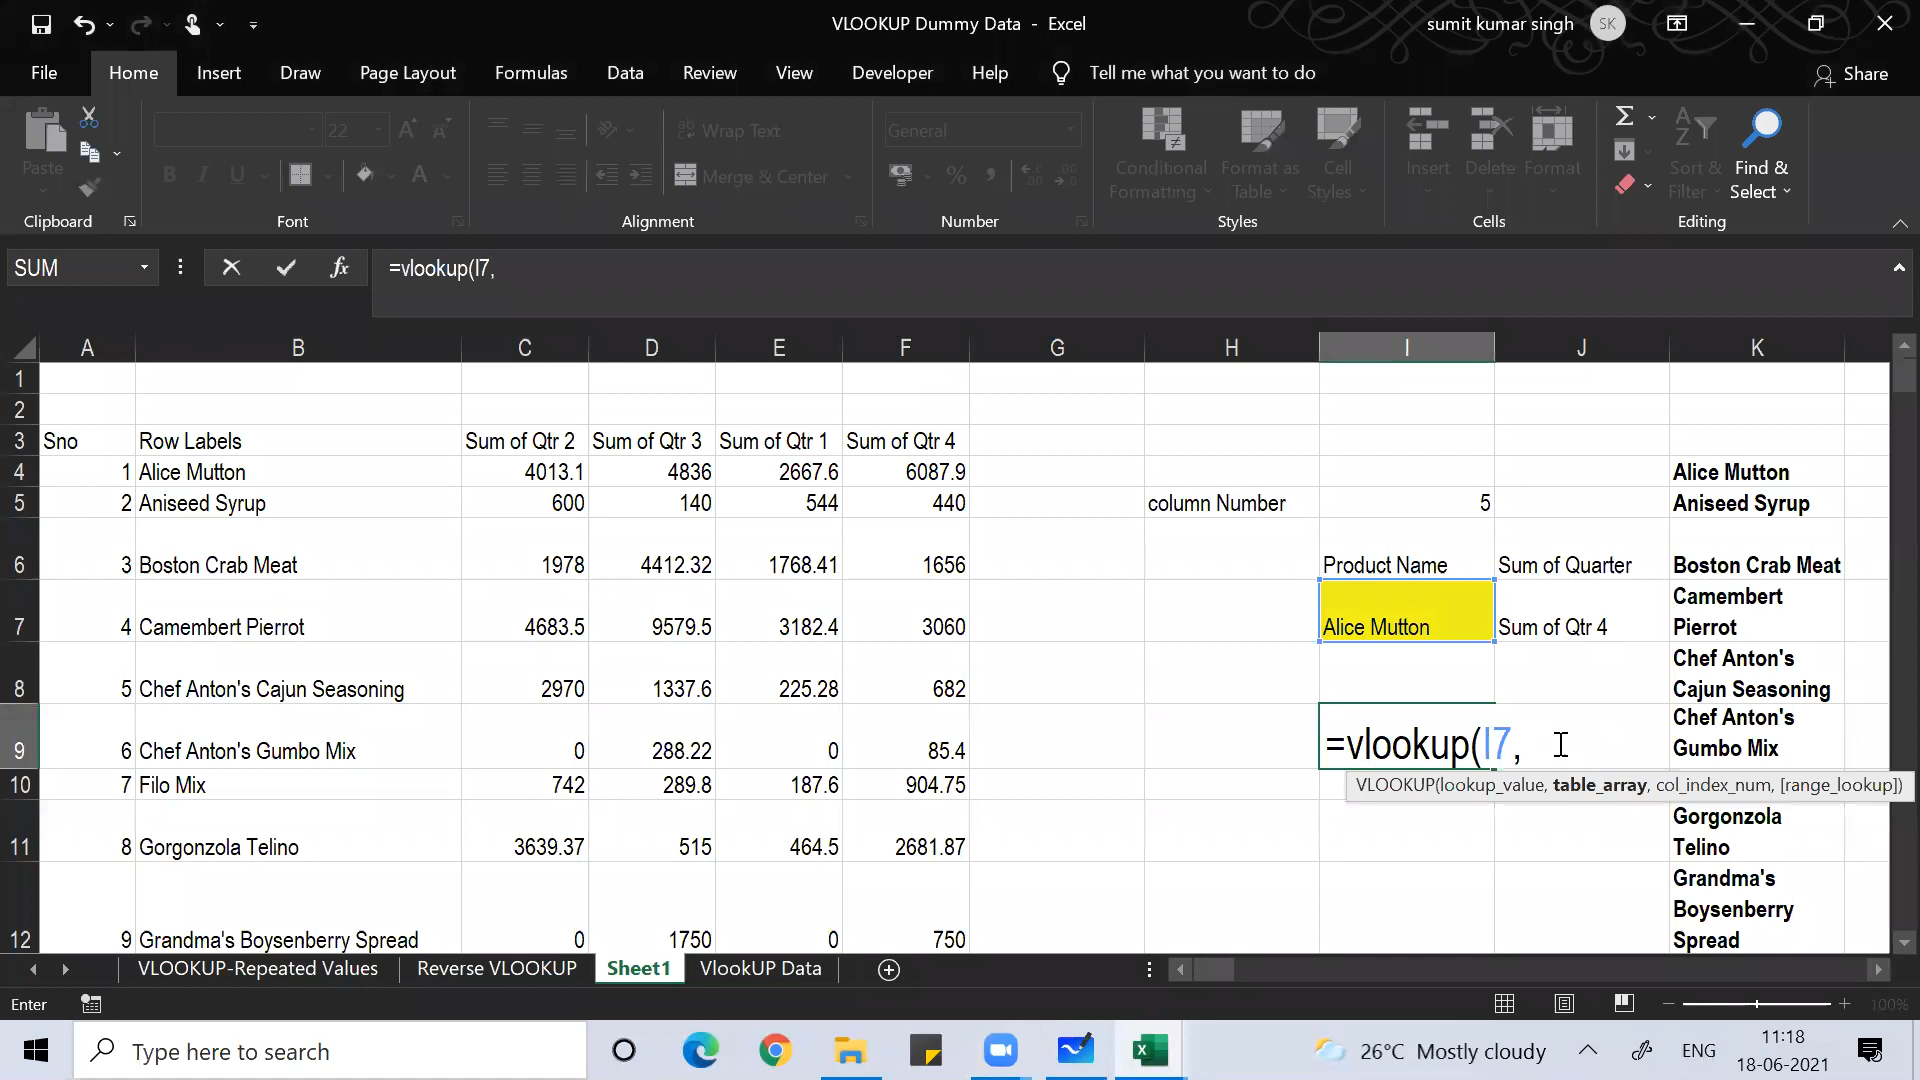 VLOOKUP Dummy Data - Excel
sumit kumar singh
SK
File
Home
Insert
Draw
Page Layout
Formulas
Data
Review
View
Developer
Help
Tell me what you want to do
Share
Paste
22
Wrap Text
Merge & Center
General
Conditional Formatting
Format as Table
Cell Styles
Insert
Delete
Format
Sort & Filter
Find & Select
Clipboard
Font
Alignment
Number
Styles
Cells
Editing
SUM
fx
=vlookup(I7,
A B C D E F G H I J K
1
2
3 Sno Row Labels Sum of Qtr 2 Sum of Qtr 3 Sum of Qtr 1 Sum of Qtr 4
4 1 Alice Mutton 4013.1 4836 2667.6 6087.9 Alice Mutton
5 2 Aniseed Syrup 600 140 544 440 column Number 5 Aniseed Syrup
6 3 Boston Crab Meat 1978 4412.32 1768.41 1656 Product Name Sum of Quarter Boston Crab Meat
Camembert
7 4 Camembert Pierrot 4683.5 9579.5 3182.4 3060 Alice Mutton Sum of Qtr 4 Pierrot
Chef Anton's
8 5 Chef Anton's Cajun Seasoning 2970 1337.6 225.28 682 Cajun Seasoning
Chef Anton's
9 6 Chef Anton's Gumbo Mix 0 288.22 0 85.4 =vlookup(I7, Gumbo Mix
10 7 Filo Mix 742 289.8 187.6 904.75 VLOOKUP(lookup_value, table_array, col_index_num, [range_lookup])
Gorgonzola
11 8 Gorgonzola Telino 3639.37 515 464.5 2681.87 Telino
Grandma's
Boysenberry
12 9 Grandma's Boysenberry Spread 0 1750 0 750 Spread
VLOOKUP-Repeated Values
Reverse VLOOKUP
Sheet1
VlookUP Data
Enter
100%
Type here to search
26°C Mostly cloudy
ENG
11:18
18-06-2021